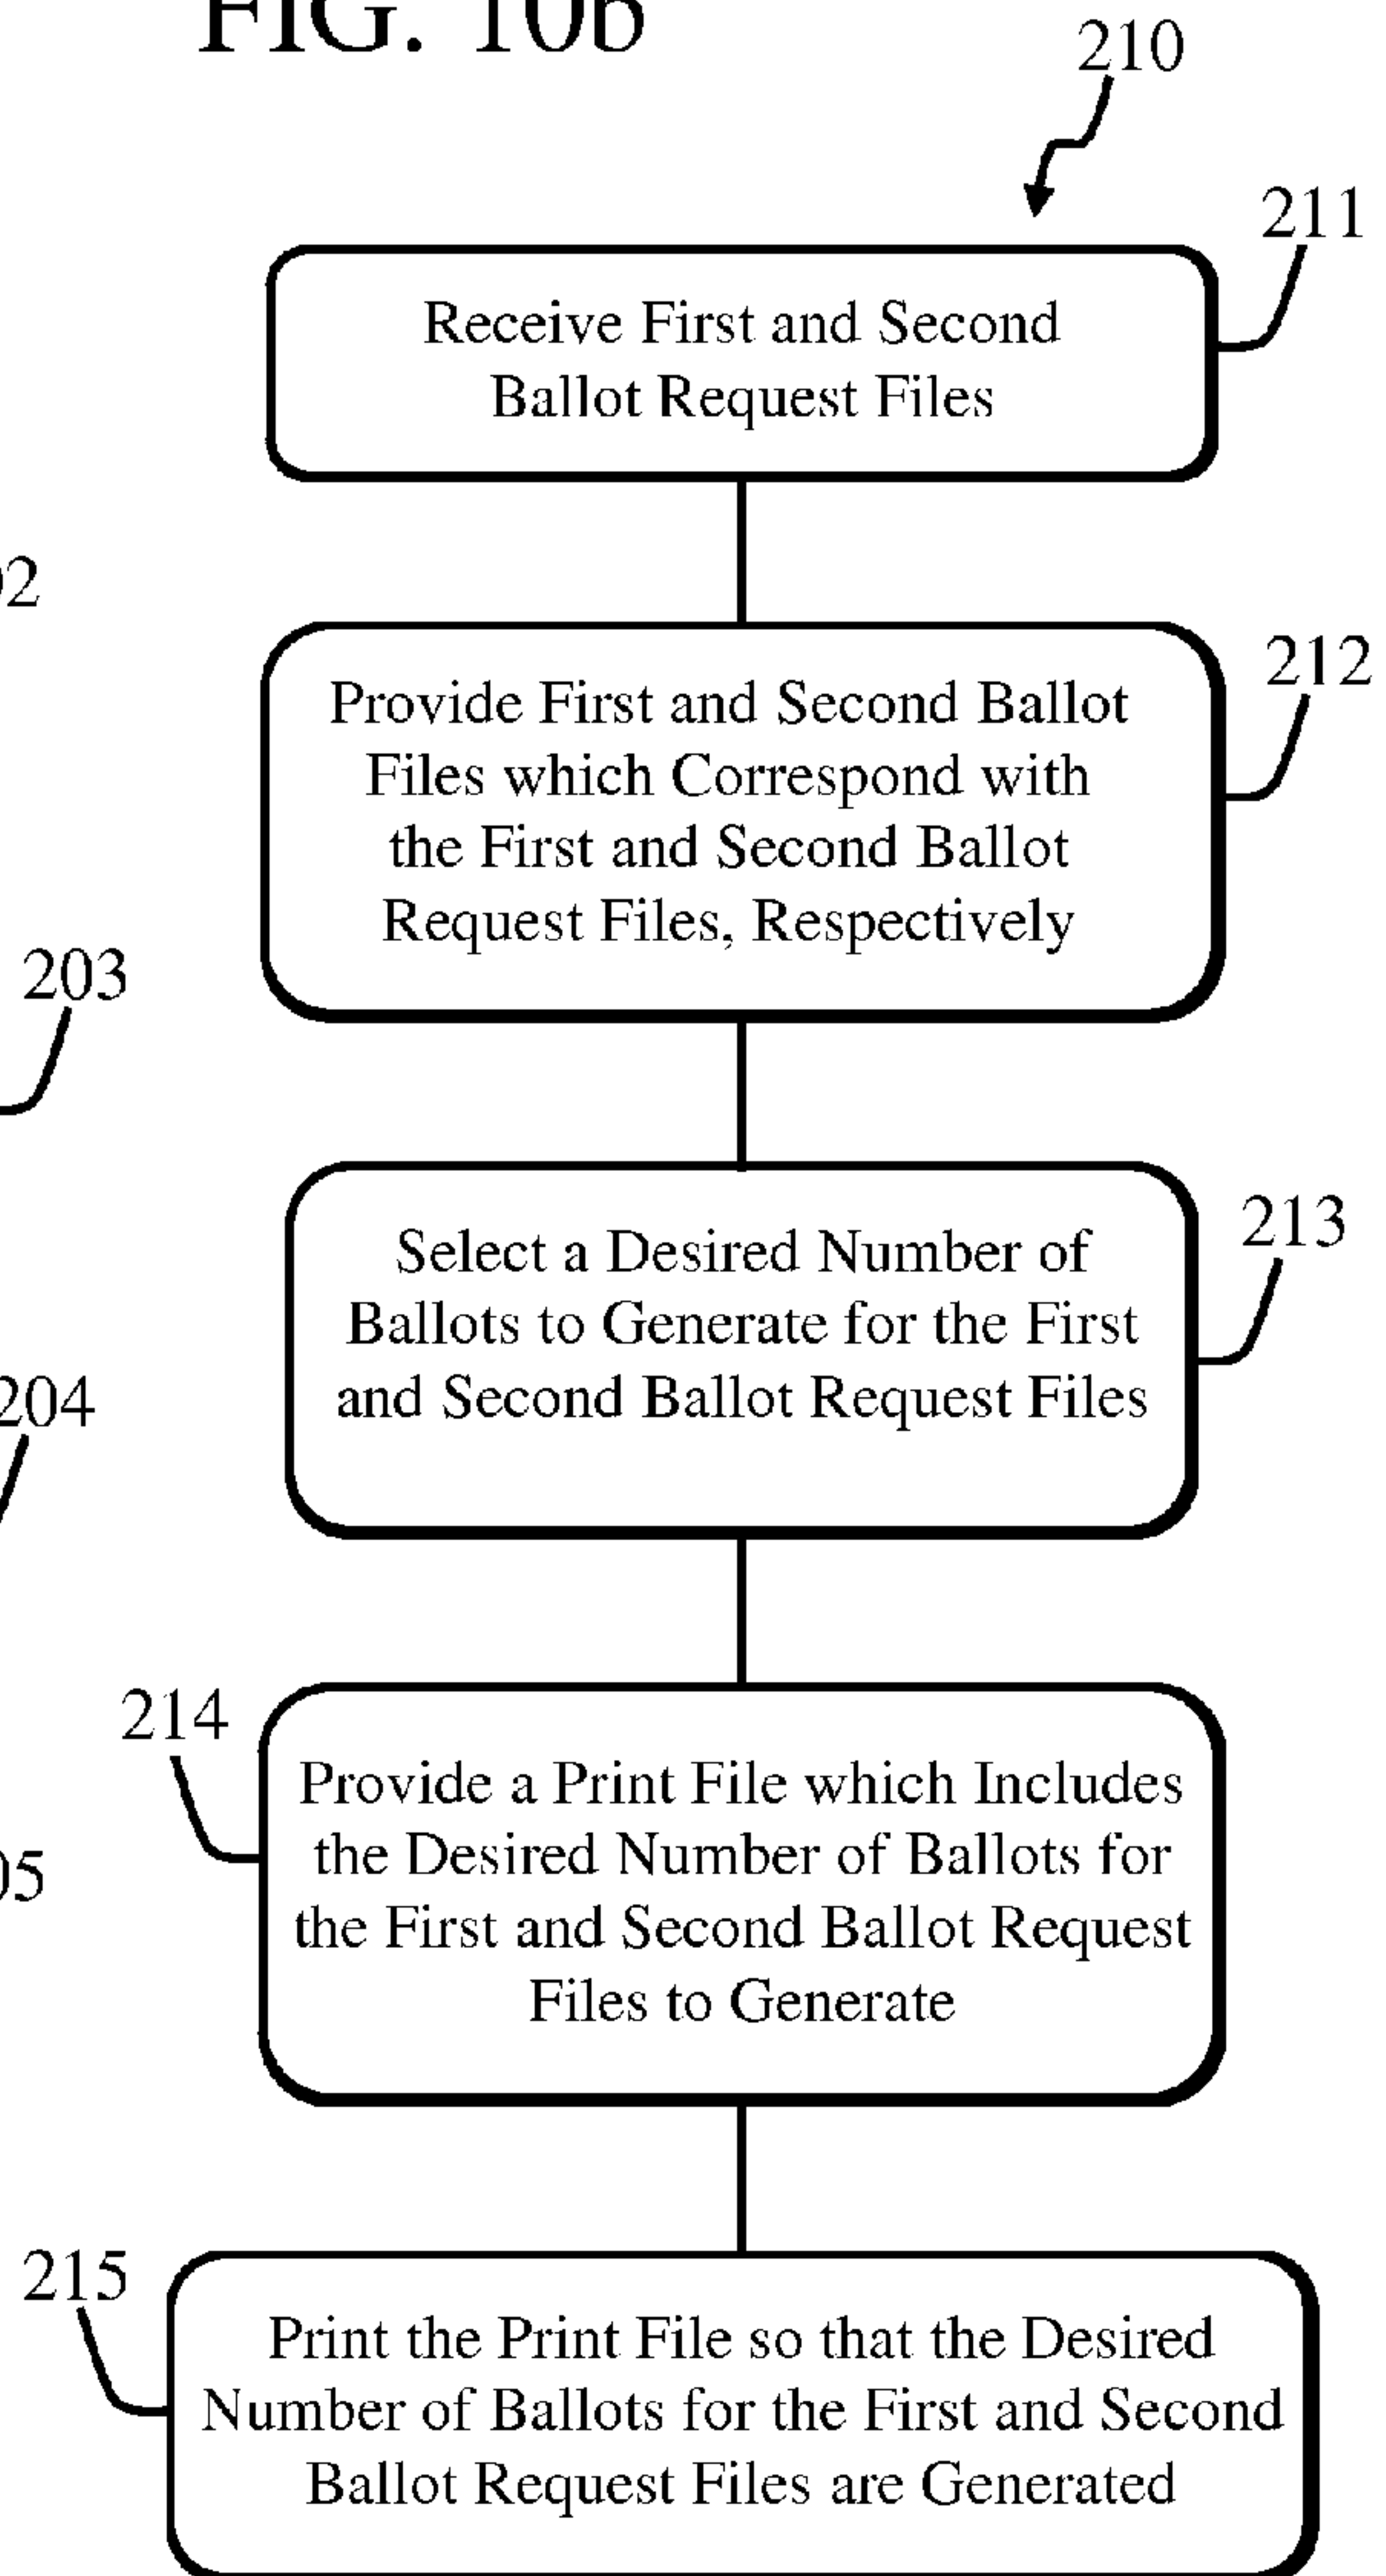 FIG. 10b
210
211
Receive First and Second
Ballot Request Files
212
Provide First and Second Ballot
Files which Correspond with
the First and Second Ballot
Request Files, Respectively
203
213
Select a Desired Number of
Ballots to Generate for the First
and Second Ballot Request Files
204
214
Provide a Print File which Includes
the Desired Number of Ballots for
the First and Second Ballot Request
Files to Generate
215
Print the Print File so that the Desired
Number of Ballots for the First and Second
Ballot Request Files are Generated